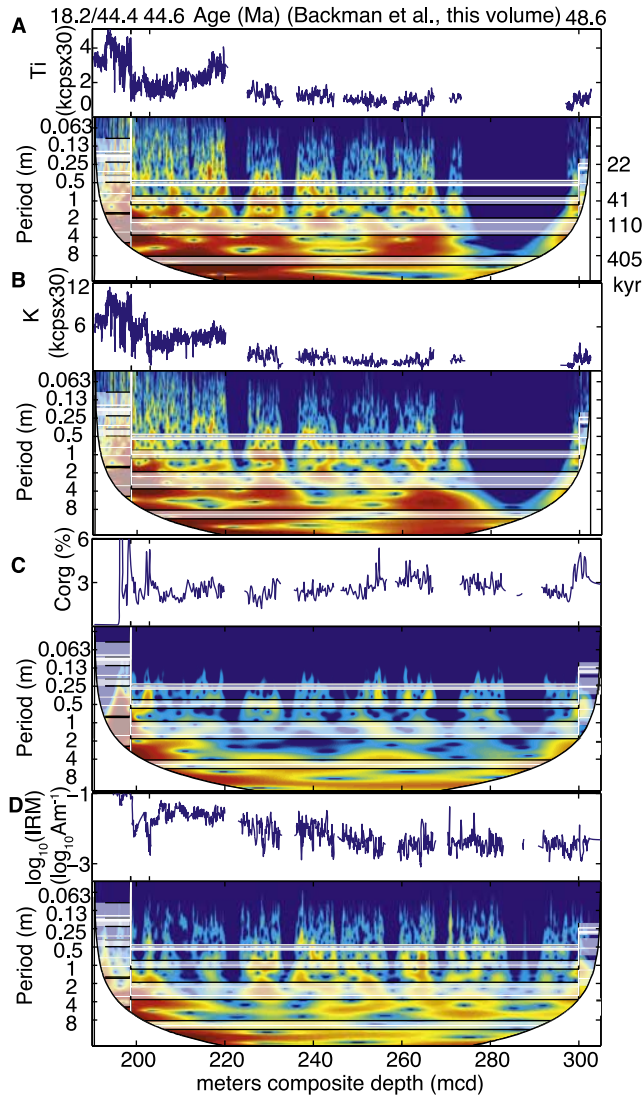 18.2/44.4 44.6 Age (Ma) (Backman et al., this volume) 48.6
A
Ti
(kcpsx30)
4
2
0
Period (m)
0.063
0.13
0.25
0.5
1
2
4
8
22
41
110
405
kyr
B
K
(kcpsx30)
12
6
Period (m)
0.063
0.13
0.25
0.5
1
2
4
8
C
Corg (%)
6
3
Period (m)
0.063
0.13
0.25
0.5
1
2
4
8
D
log10(IRM)
(log10Am-1)
-1
-3
Period (m)
0.063
0.13
0.25
0.5
1
2
4
8
200 220 240 260 280 300
meters composite depth (mcd)